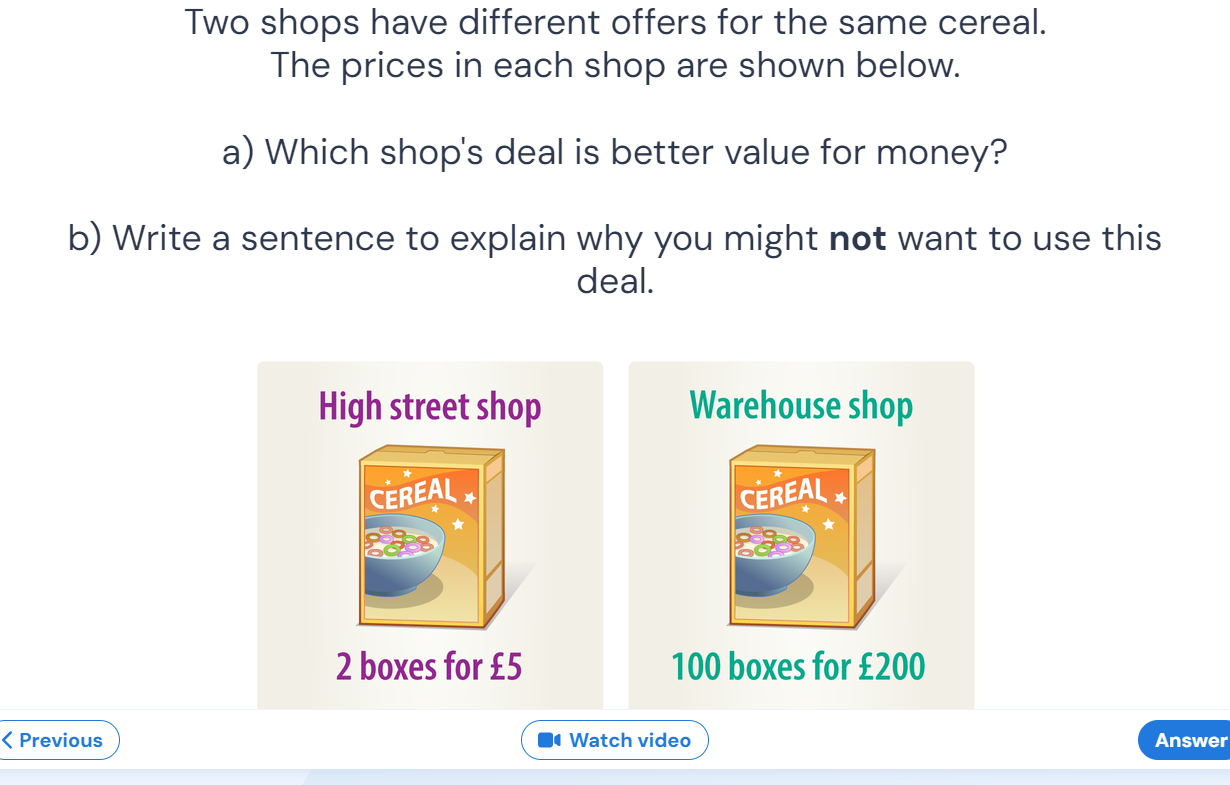 Two shops have different offers for the same cereal.
The prices in each shop are shown below.
a) Which shop's deal is better value for money?
b) Write a sentence to explain why you might not want to use this
deal.
High street shop
Warehouse shop
CEREAL
CEREAL
2 boxes for £5
100 boxes for £200
Previous
Watch video
Answer